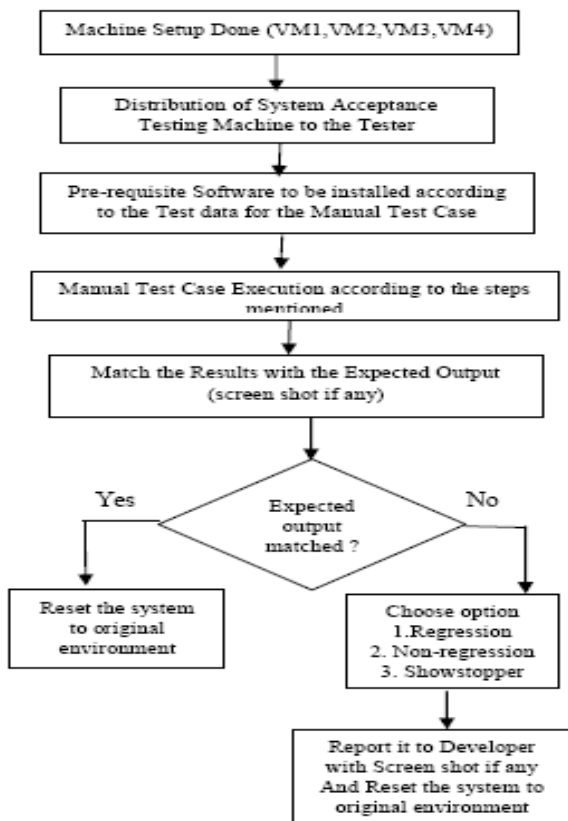 Machine Setup Done (VM1,VM2,VM3,VM4)
Distribution of System Acceptance
Testing Machine to the Tester
Pre-requisite Software to be installed according
to the Test data for the Manual Test Case
Manual Test Case Execution according to the steps
mentioned
Match the Results with the Expected Output
(screen shot if any)
Yes
No
Expected
output
matched ?
Reset the system
to original
environment
Choose option
1.Regression
2. Non-regression
3. Showstopper
Report it to Developer
with Screen shot if any
And Reset the system to
original environment